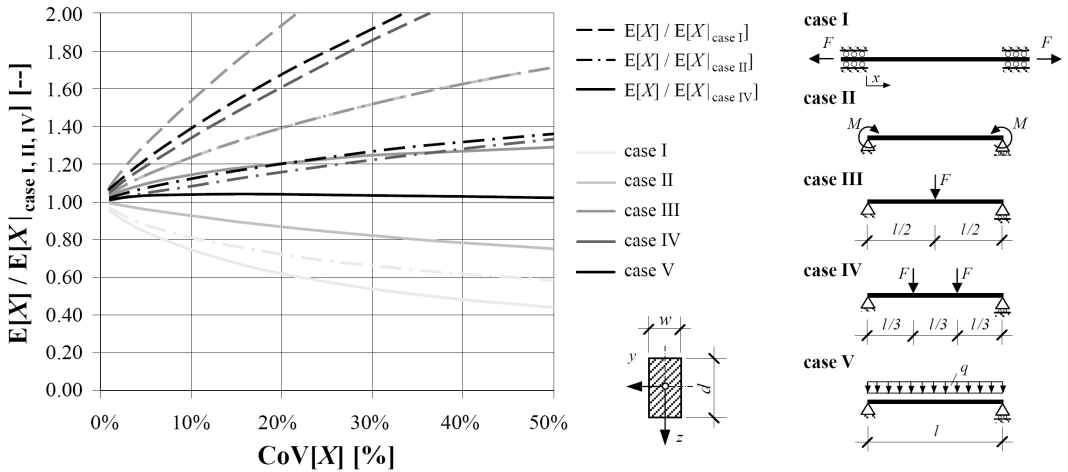 E[X] / E[X|case I, II, IV] [--]
2.00
1.80
1.60
1.40
1.20
1.00
0.80
0.60
0.40
0.20
0.00
0%
10%
20%
30%
40%
50%
CoV[X] [%]
E[X] / E[X|case I]
E[X] / E[X|case II]
E[X] / E[X|case IV]
case I
case II
case III
case IV
case V
w
y
d
z
case I
F
F
x
case II
M
M
case III
F
l/2
l/2
case IV
F
F
l/3
l/3
l/3
case V
q
l